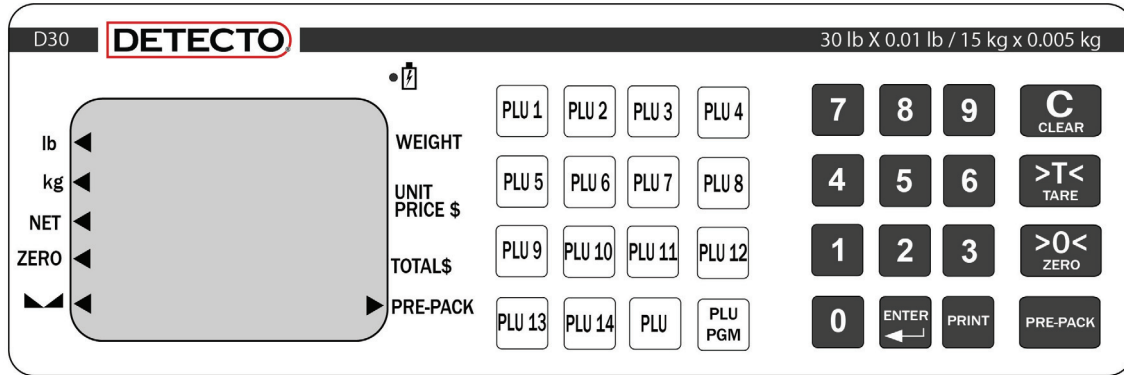 D30 DETECTO 30 lb X 0.01 lb / 15 kg x 0.005 kg
lb
kg
NET
ZERO
WEIGHT
UNIT
PRICE $
TOTAL$
PRE-PACK
PLU 1 PLU 2 PLU 3 PLU 4
PLU 5 PLU 6 PLU 7 PLU 8
PLU 9 PLU 10 PLU 11 PLU 12
PLU 13 PLU 14 PLU PLU
PGM
7 8 9 C
CLEAR
4 5 6 >T<
TARE
1 2 3 >0<
ZERO
0 ENTER PRINT PRE-PACK